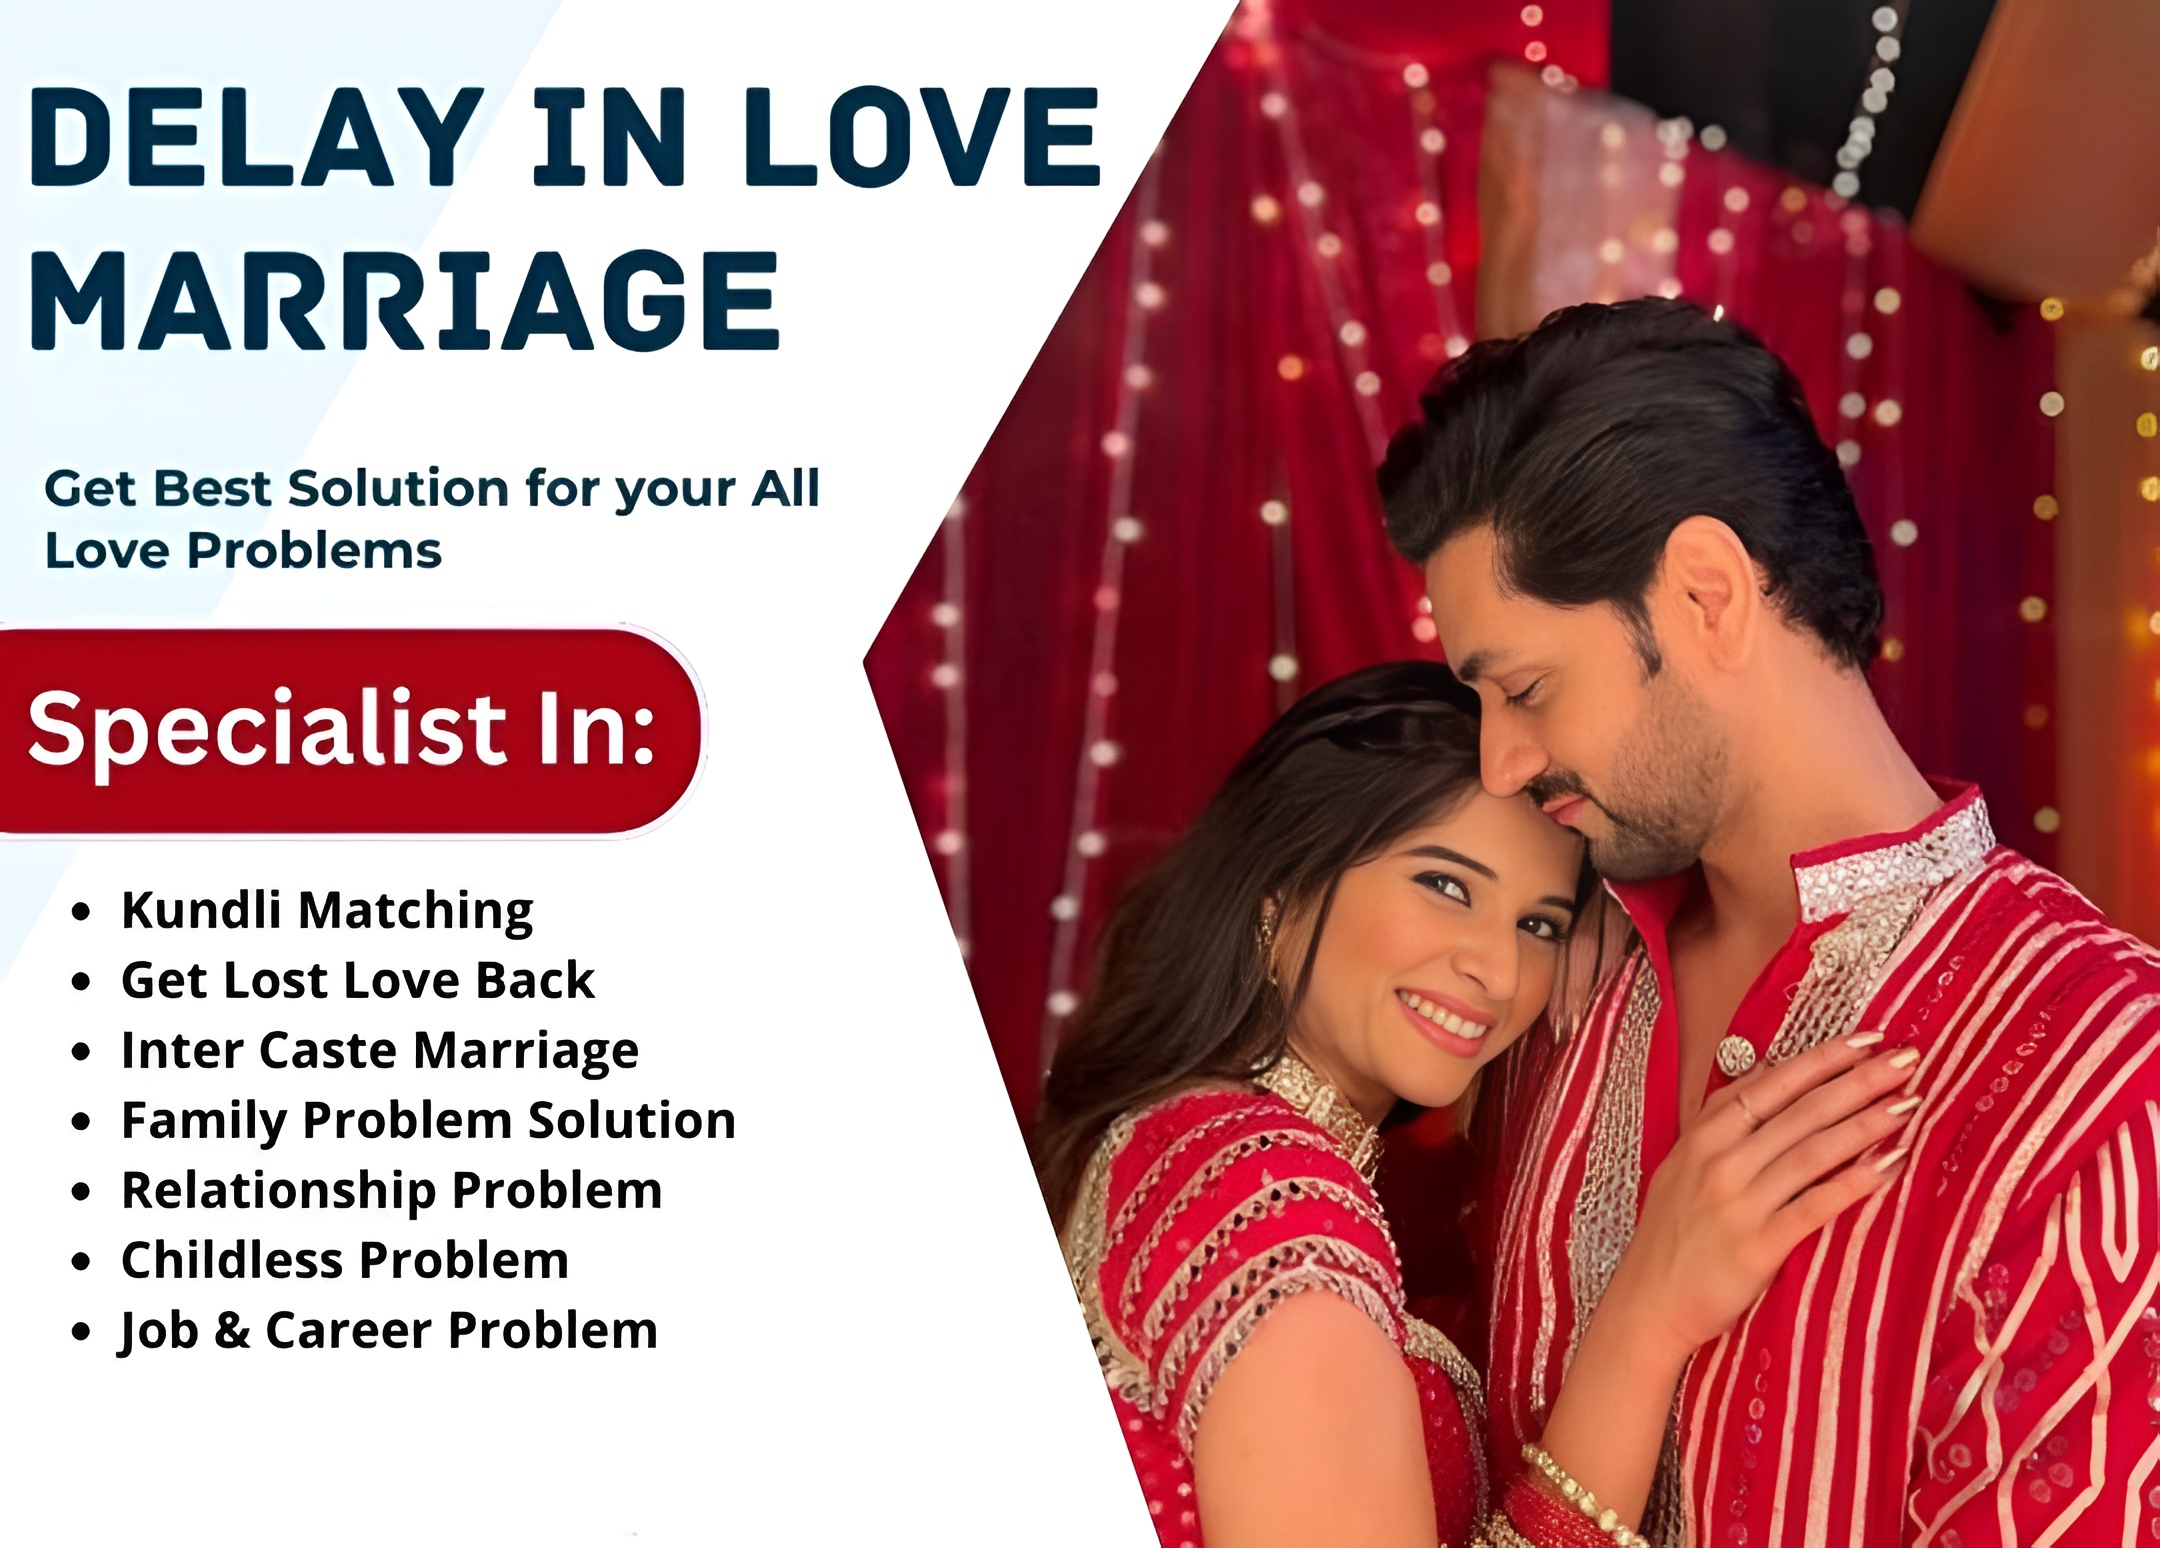 DELAY IN LOVE
MARRIAGE
Get Best Solution for your All
Love Problems
Specialist In:
• Kundli Matching
• Get Lost Love Back
• Inter Caste Marriage
• Family Problem Solution
• Relationship Problem
• Childless Problem
• Job & Career Problem